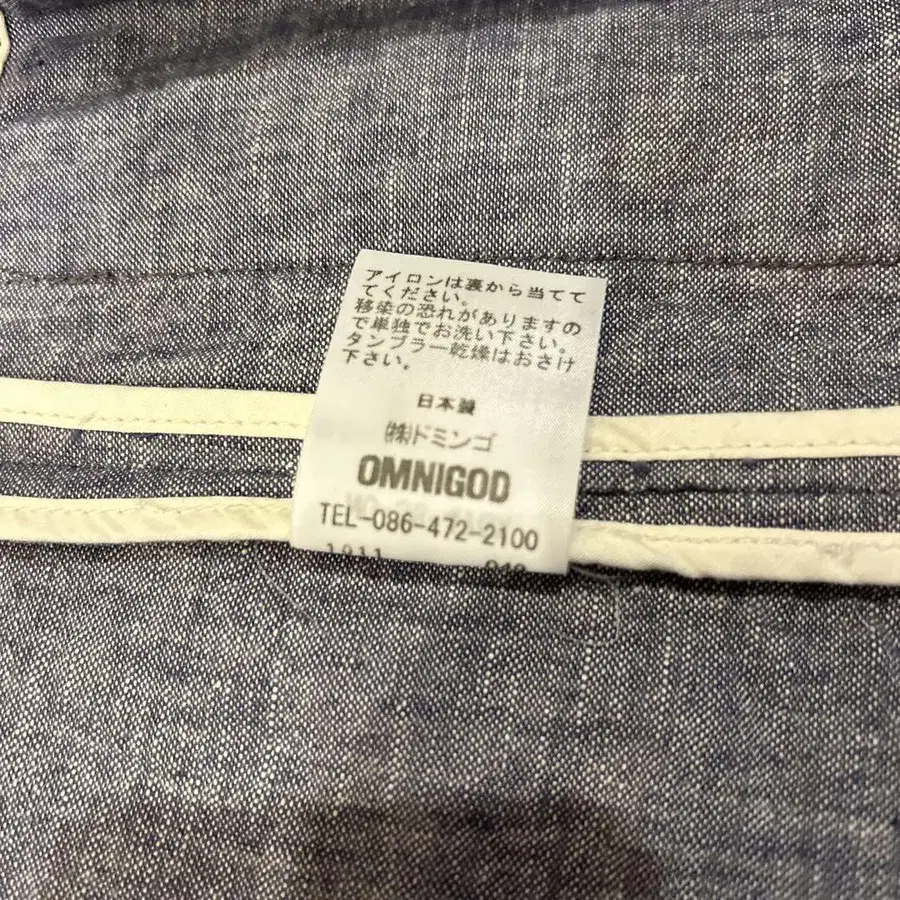 アイロンは裏から当てて
てください。
移染の恐れがありますの
で単独でお洗い下さい。
タンブラー乾燥はおさけ
下さい。
日本製
㈱ドミンゴ
OMNIGOD
TEL-086-472-2100